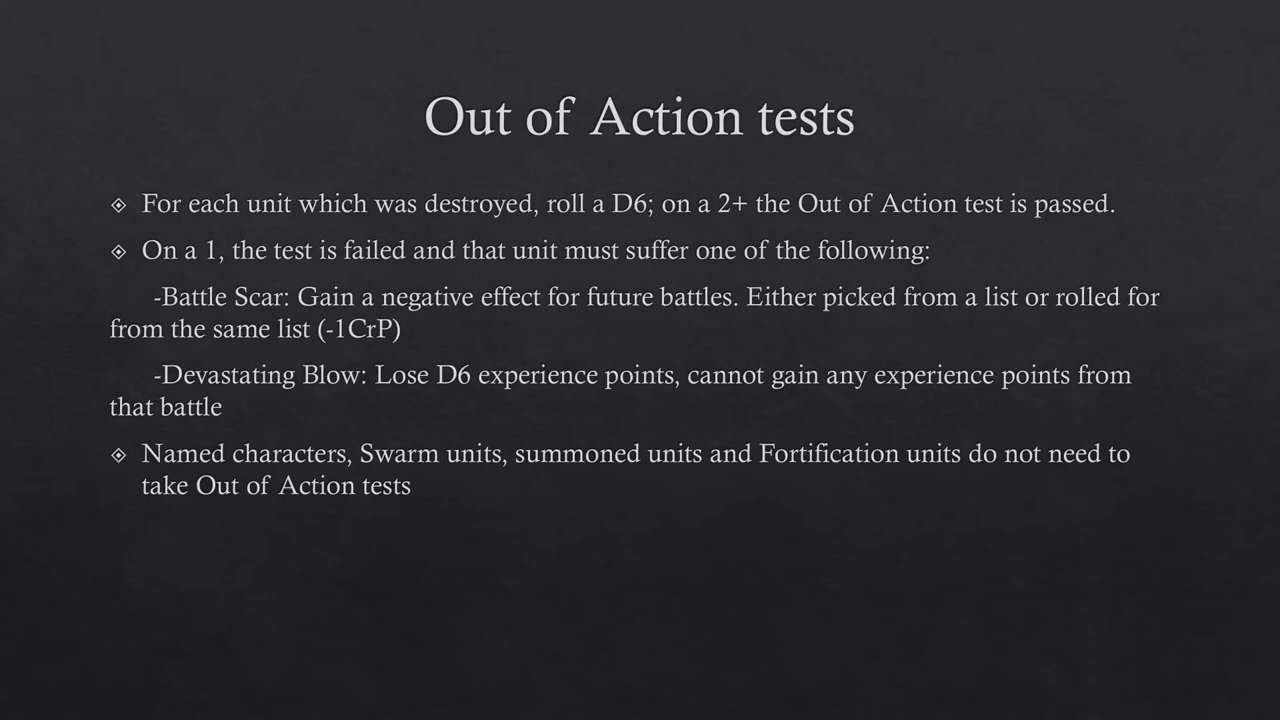 Out of Action tests
For each unit which was destroyed, roll a D6; on a 2+ the Out of Action test is passed.
On a 1, the test is failed and that unit must suffer one of the following:
-Battle Scar: Gain a negative effect for future battles. Either picked from a list or rolled for
from the same list (-1CrP)
-Devastating Blow: Lose D6 experience points, cannot gain any experience points from
that battle
Named characters, Swarm units, summoned units and Fortification units do not need to
take Out of Action tests